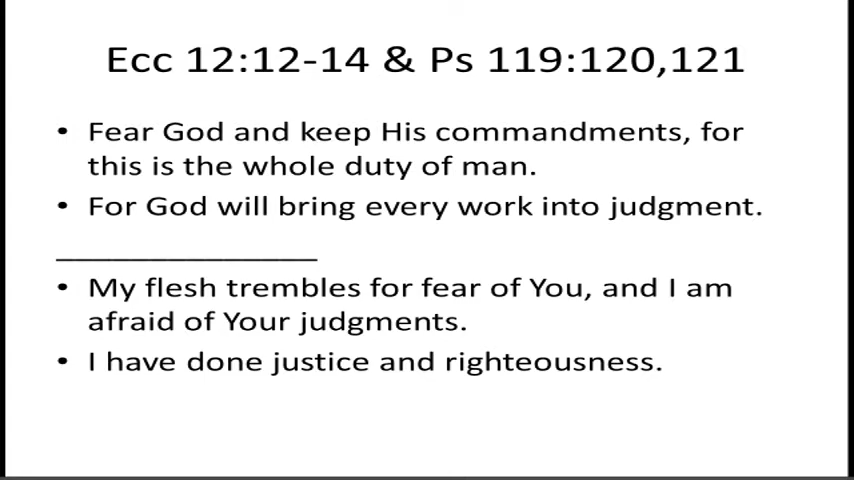 Ecc 12:12-14 & Ps 119:120,121
• Fear God and keep His commandments, for
this is the whole duty of man.
• For God will bring every work into judgment.
_______________
• My flesh trembles for fear of You, and I am
afraid of Your judgments.
• I have done justice and righteousness.